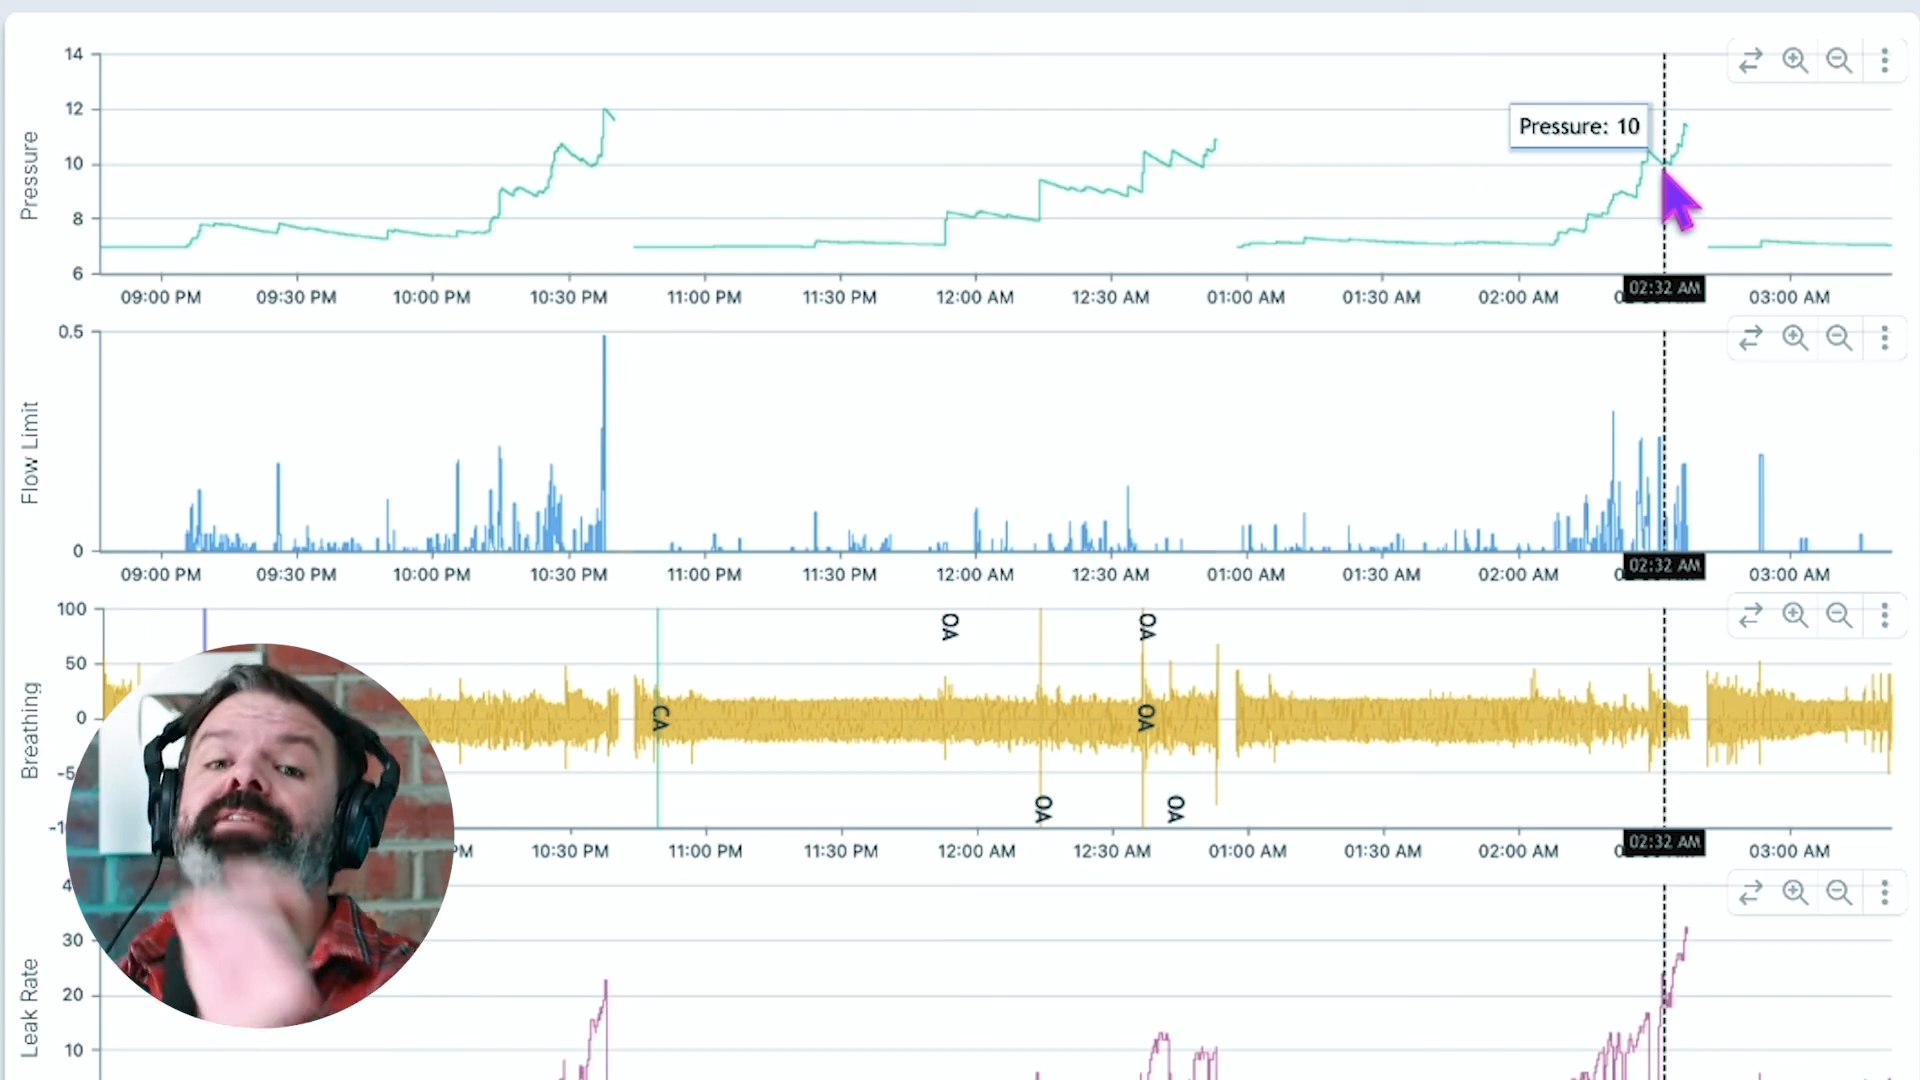 14
12
10
8
6
Pressure
Pressure: 10
09:00 PM 09:30 PM 10:00 PM 10:30 PM 11:00 PM 11:30 PM 12:00 AM 12:30 AM 01:00 AM 01:30 AM 02:00 AM 02:32 AM 03:00 AM
0.5
0
Flow Limit
09:00 PM 09:30 PM 10:00 PM 10:30 PM 11:00 PM 11:30 PM 12:00 AM 12:30 AM 01:00 AM 01:30 AM 02:00 AM 02:32 AM 03:00 AM
100
50
0
Breathing
OA OA
CA OA
OA OA
10:30 PM 11:00 PM 11:30 PM 12:00 AM 12:30 AM 01:00 AM 01:30 AM 02:00 AM 02:32 AM 03:00 AM
30
20
10
Leak Rate